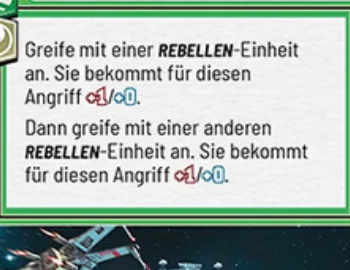 Greife mit einer REBELLEN-Einheit
an. Sie bekommt für diesen
Angriff +1/+0.
Dann greife mit einer anderen
REBELLEN-Einheit an. Sie bekommt
für diesen Angriff +1/+0.